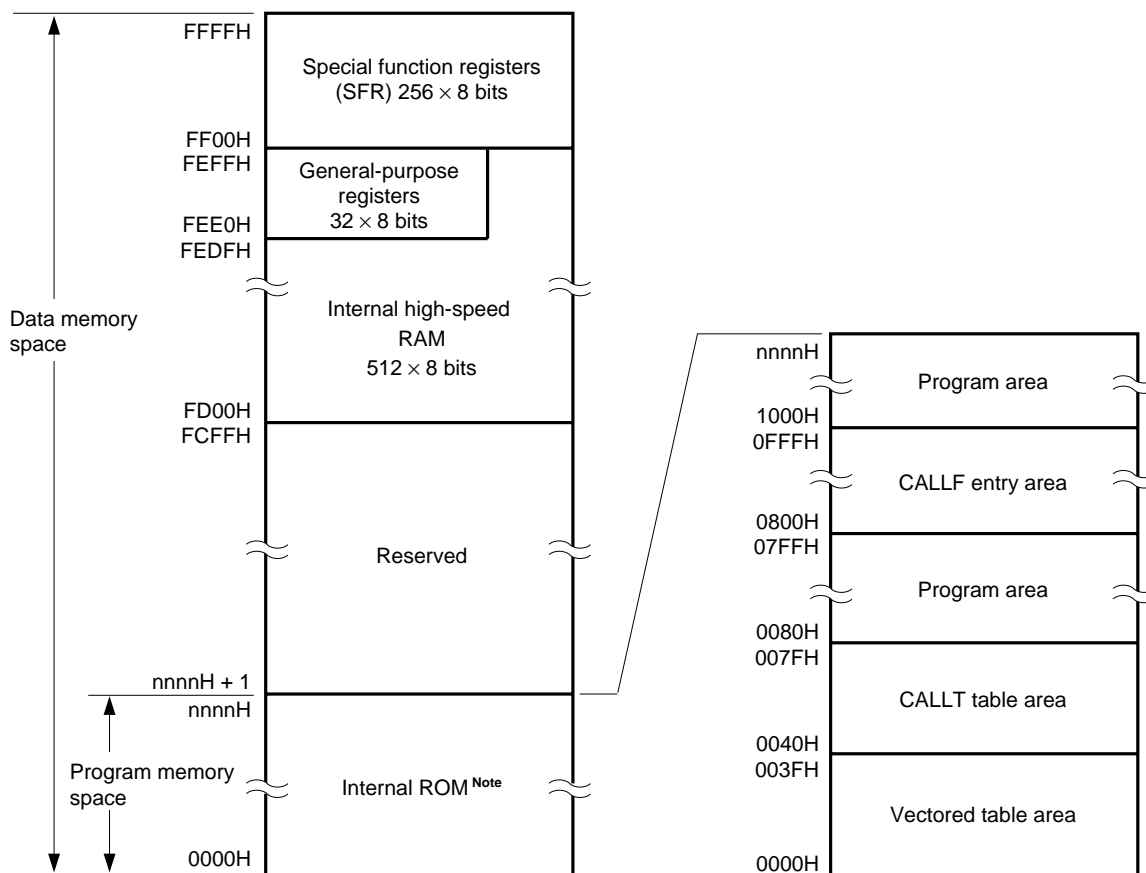 FFFFH
Special function registers
(SFR) 256 × 8 bits
FF00H
FEFFH
General-purpose
registers
32 × 8 bits
FEE0H
FEDFH
Data memory
space
Internal high-speed
RAM
512 × 8 bits
FD00H
FCFFH
Reserved
nnnnH + 1
nnnnH
Program memory
space
Internal ROM Note
0000H
nnnnH
Program area
1000H
0FFFH
CALLF entry area
0800H
07FFH
Program area
0080H
007FH
CALLT table area
0040H
003FH
Vectored table area
0000H